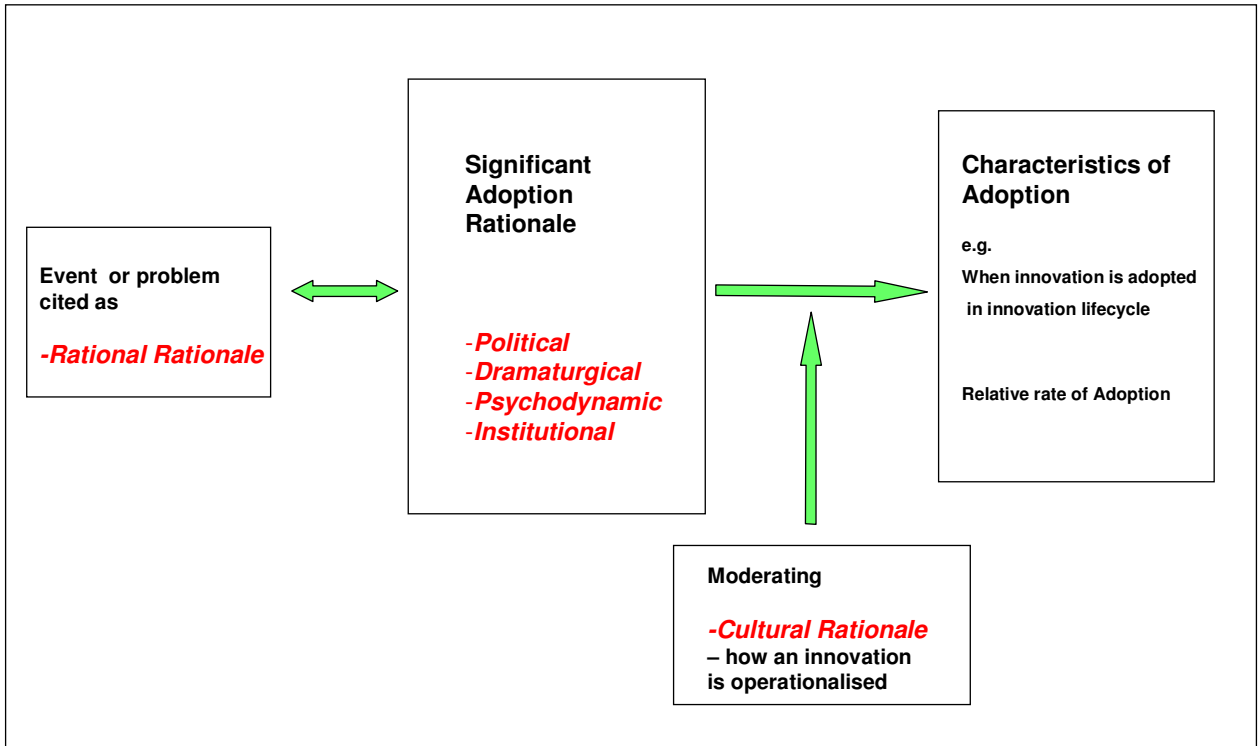 Event or problem
cited as
-Rational Rationale
Significant
Adoption
Rationale
-Political
-Dramaturgical
-Psychodynamic
-Institutional
Characteristics of
Adoption
e.g.
When innovation is adopted
in innovation lifecycle
Relative rate of Adoption
Moderating
-Cultural Rationale
– how an innovation
is operationalised